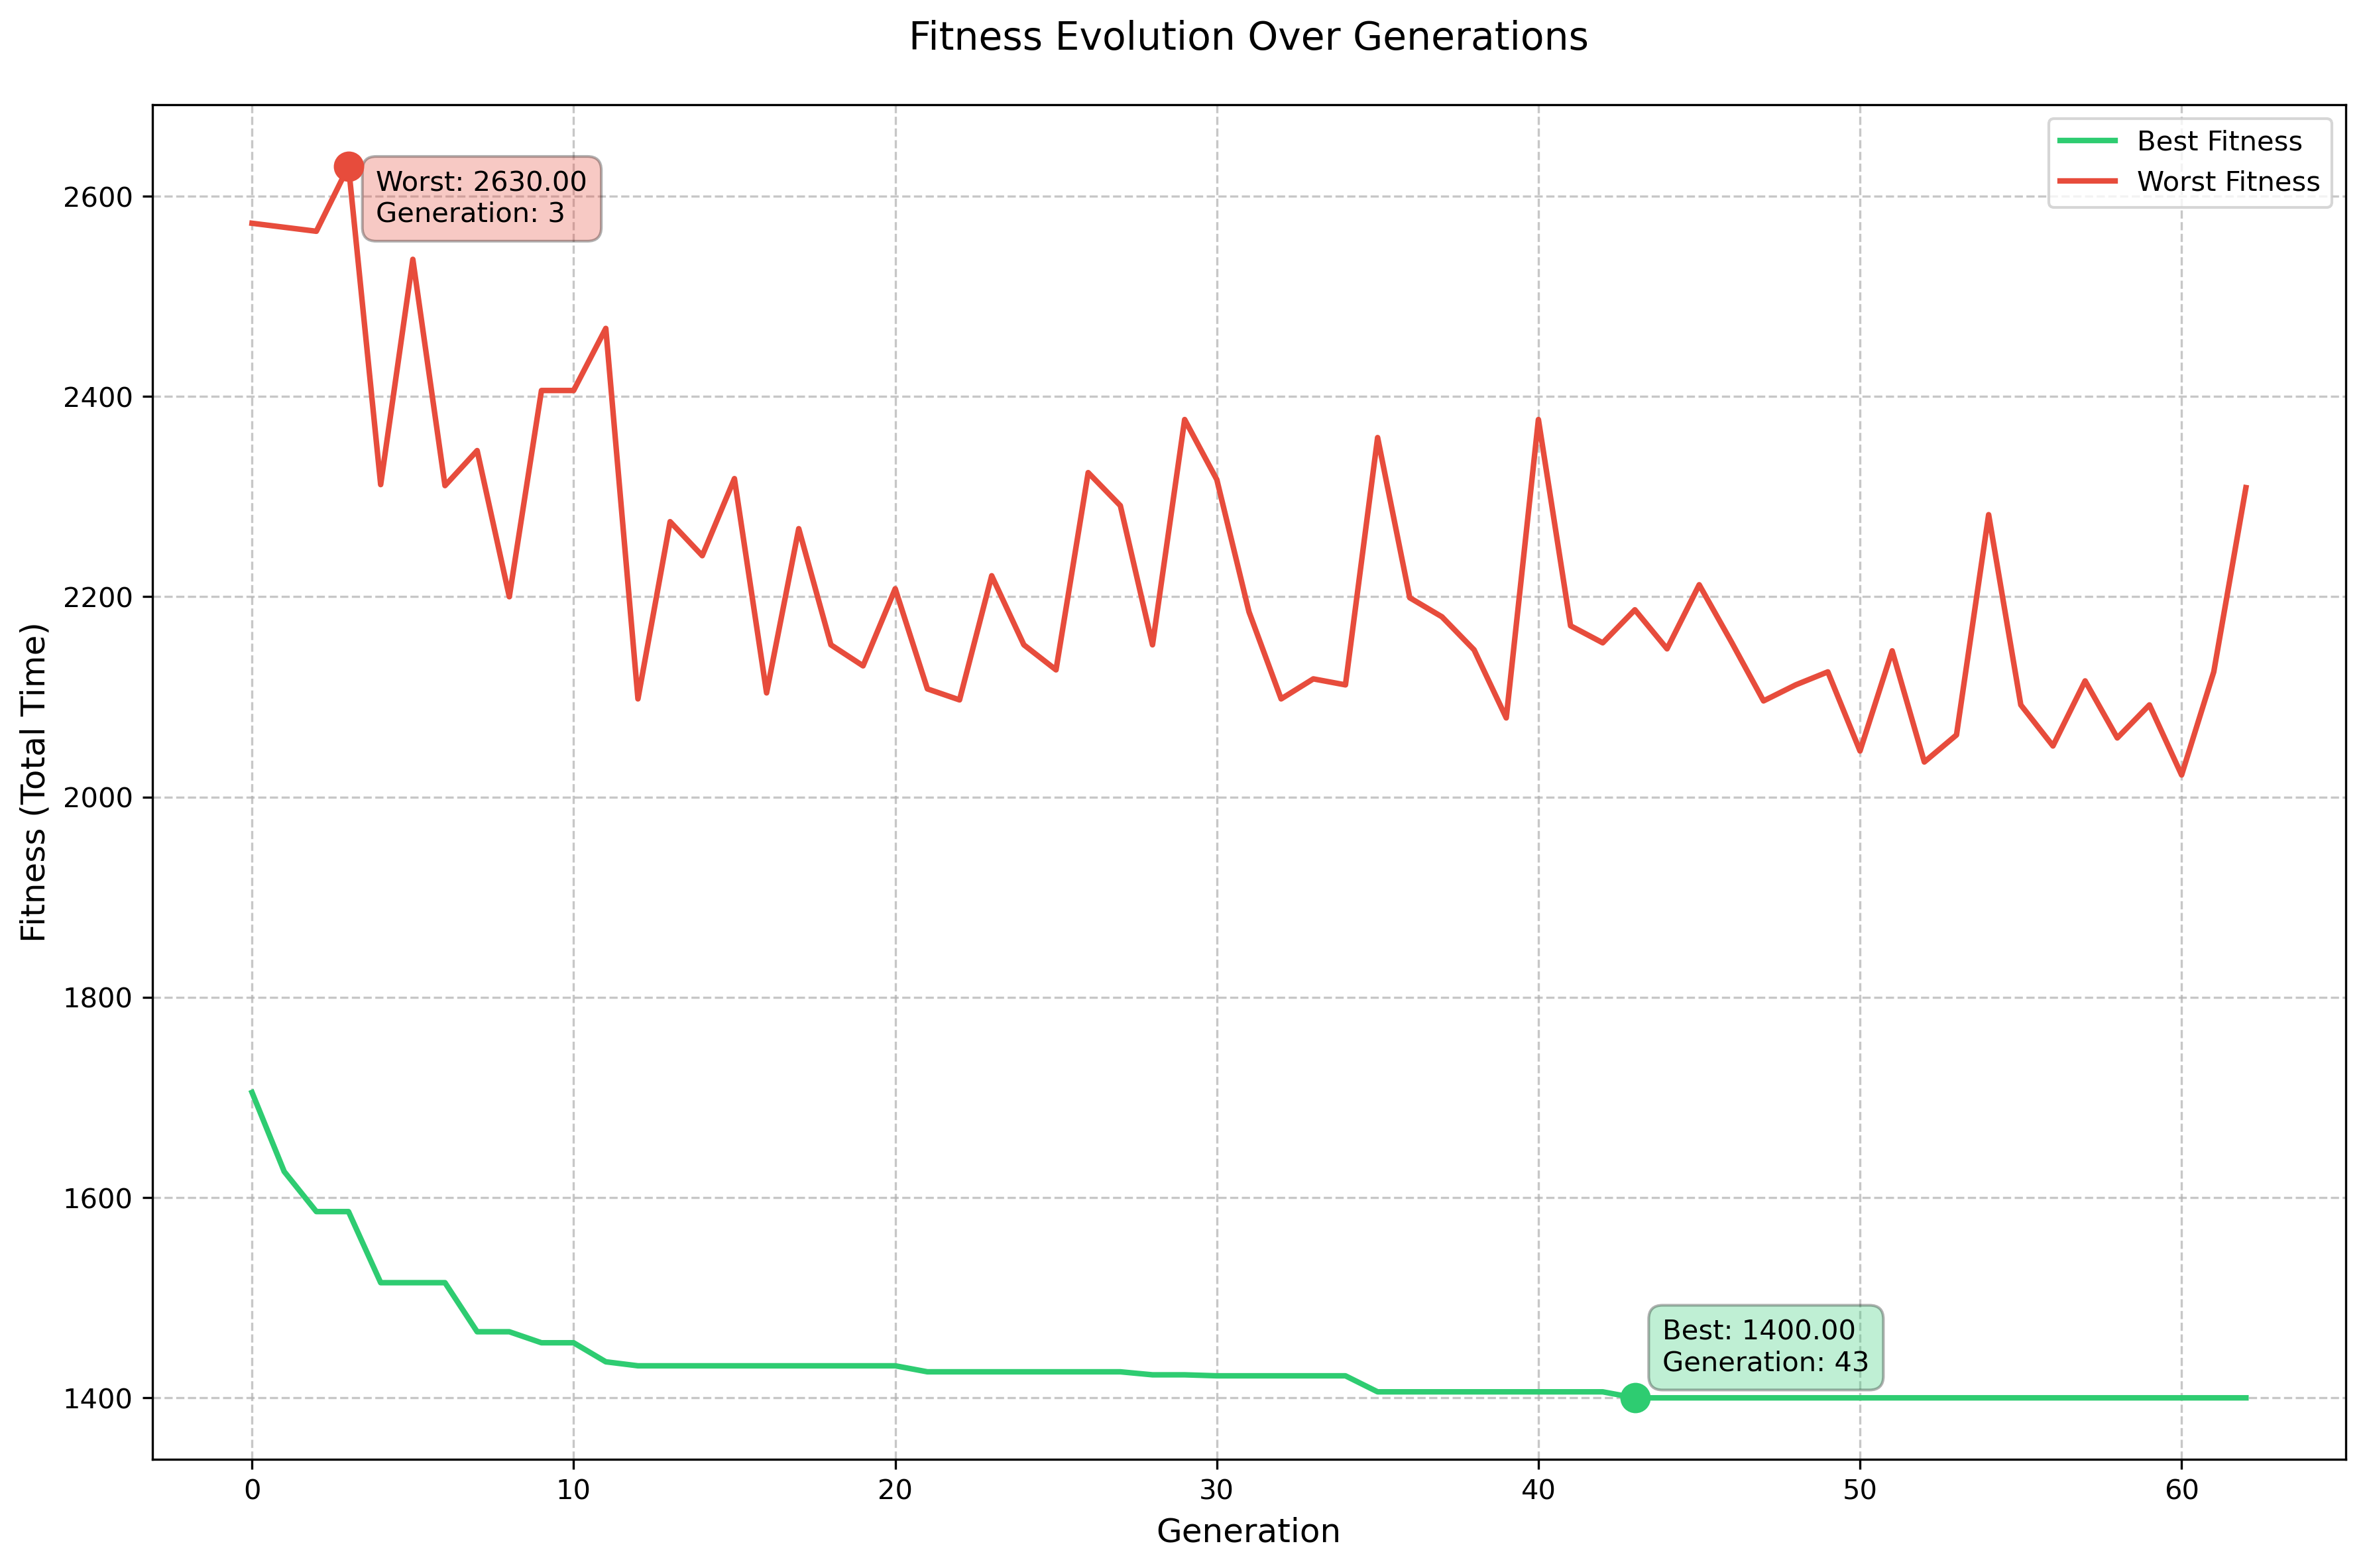 Fitness Evolution Over Generations
Best Fitness
Worst Fitness
Worst: 2630.00
Generation: 3
Best: 1400.00
Generation: 43
Fitness (Total Time)
2600
2400
2200
2000
1800
1600
1400
0 10 20 30 40 50 60
Generation